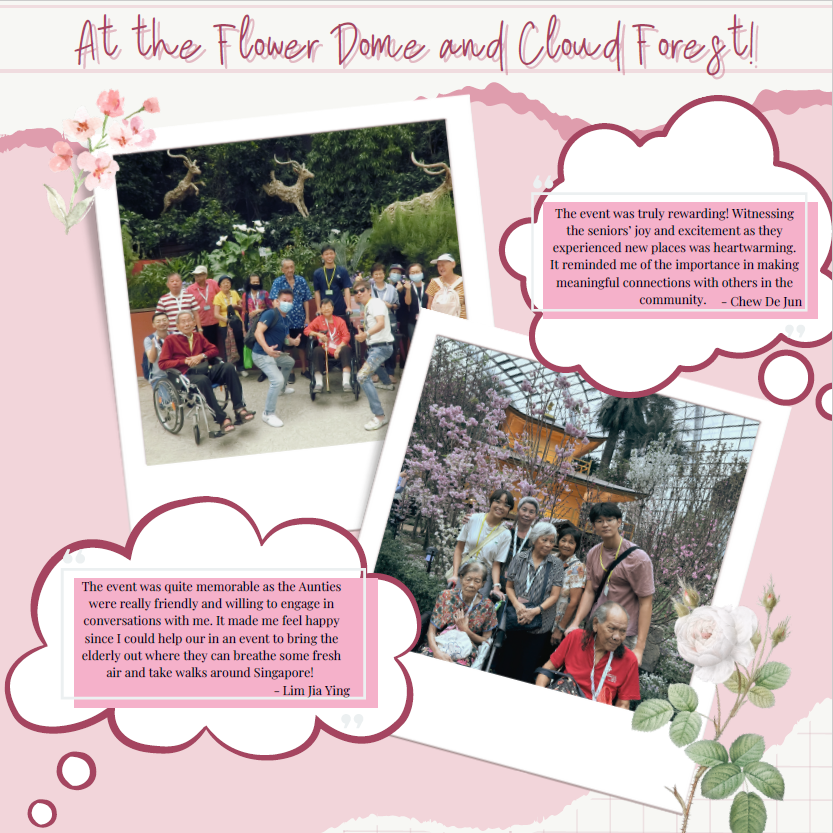 At the Flower Dome and Cloud Forest!
The event was truly rewarding! Witnessing
the seniors' joy and excitement as they
experienced new places was heartwarming.
It reminded me of the importance in making
meaningful connections with others in the
community. - Chew De Jun
The event was quite memorable as the Aunties
were really friendly and willing to engage in
conversations with me. It made me feel happy
since I could help our in an event to bring the
elderly out where they can breathe some fresh
air and take walks around Singapore!
- Lim Jia Ying